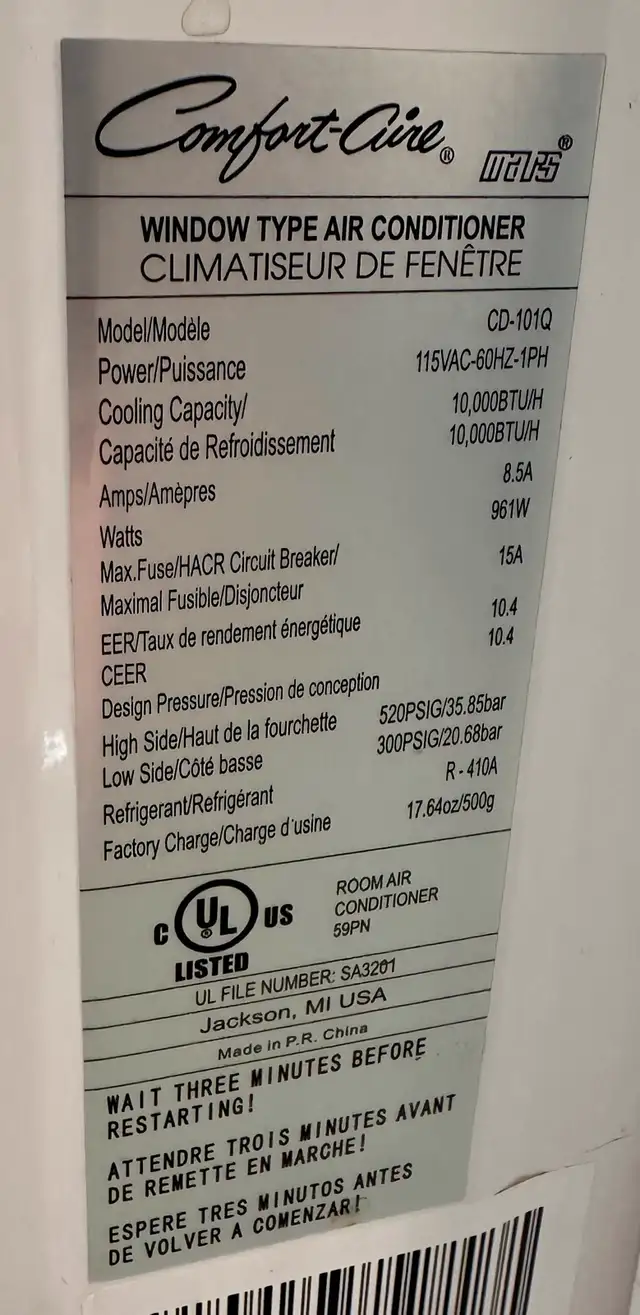 Comfort-Aire® mars®
WINDOW TYPE AIR CONDITIONER
CLIMATISEUR DE FENÊTRE
Model/Modèle CD-101Q
Power/Puissance 115VAC-60HZ-1PH
Cooling Capacity/ 10,000BTU/H
Capacité de Refroidissement 10,000BTU/H
Amps/Amèpres 8.5A
Watts 961W
Max.Fuse/HACR Circuit Breaker/ 15A
Maximal Fusible/Disjoncteur
EER/Taux de rendement énergétique 10.4
CEER 10.4
Design Pressure/Pression de conception
High Side/Haut de la fourchette 520PSIG/35.85bar
Low Side/Côté basse 300PSIG/20.68bar
Refrigerant/Refrigérant R-410A
Factory Charge/Charge d'usine 17.64oz/500g
C UL® US
LISTED
ROOM AIR
CONDITIONER
59PN
UL FILE NUMBER: SA3201
Jackson, MI USA
Made in P.R. China
WAIT THREE MINUTES BEFORE
RESTARTING!
ATTENDRE TROIS MINUTES AVANT
DE REMETTE EN MARCHE!
ESPERE TRES MINUTOS ANTES
DE VOLVER A COMENZAR!